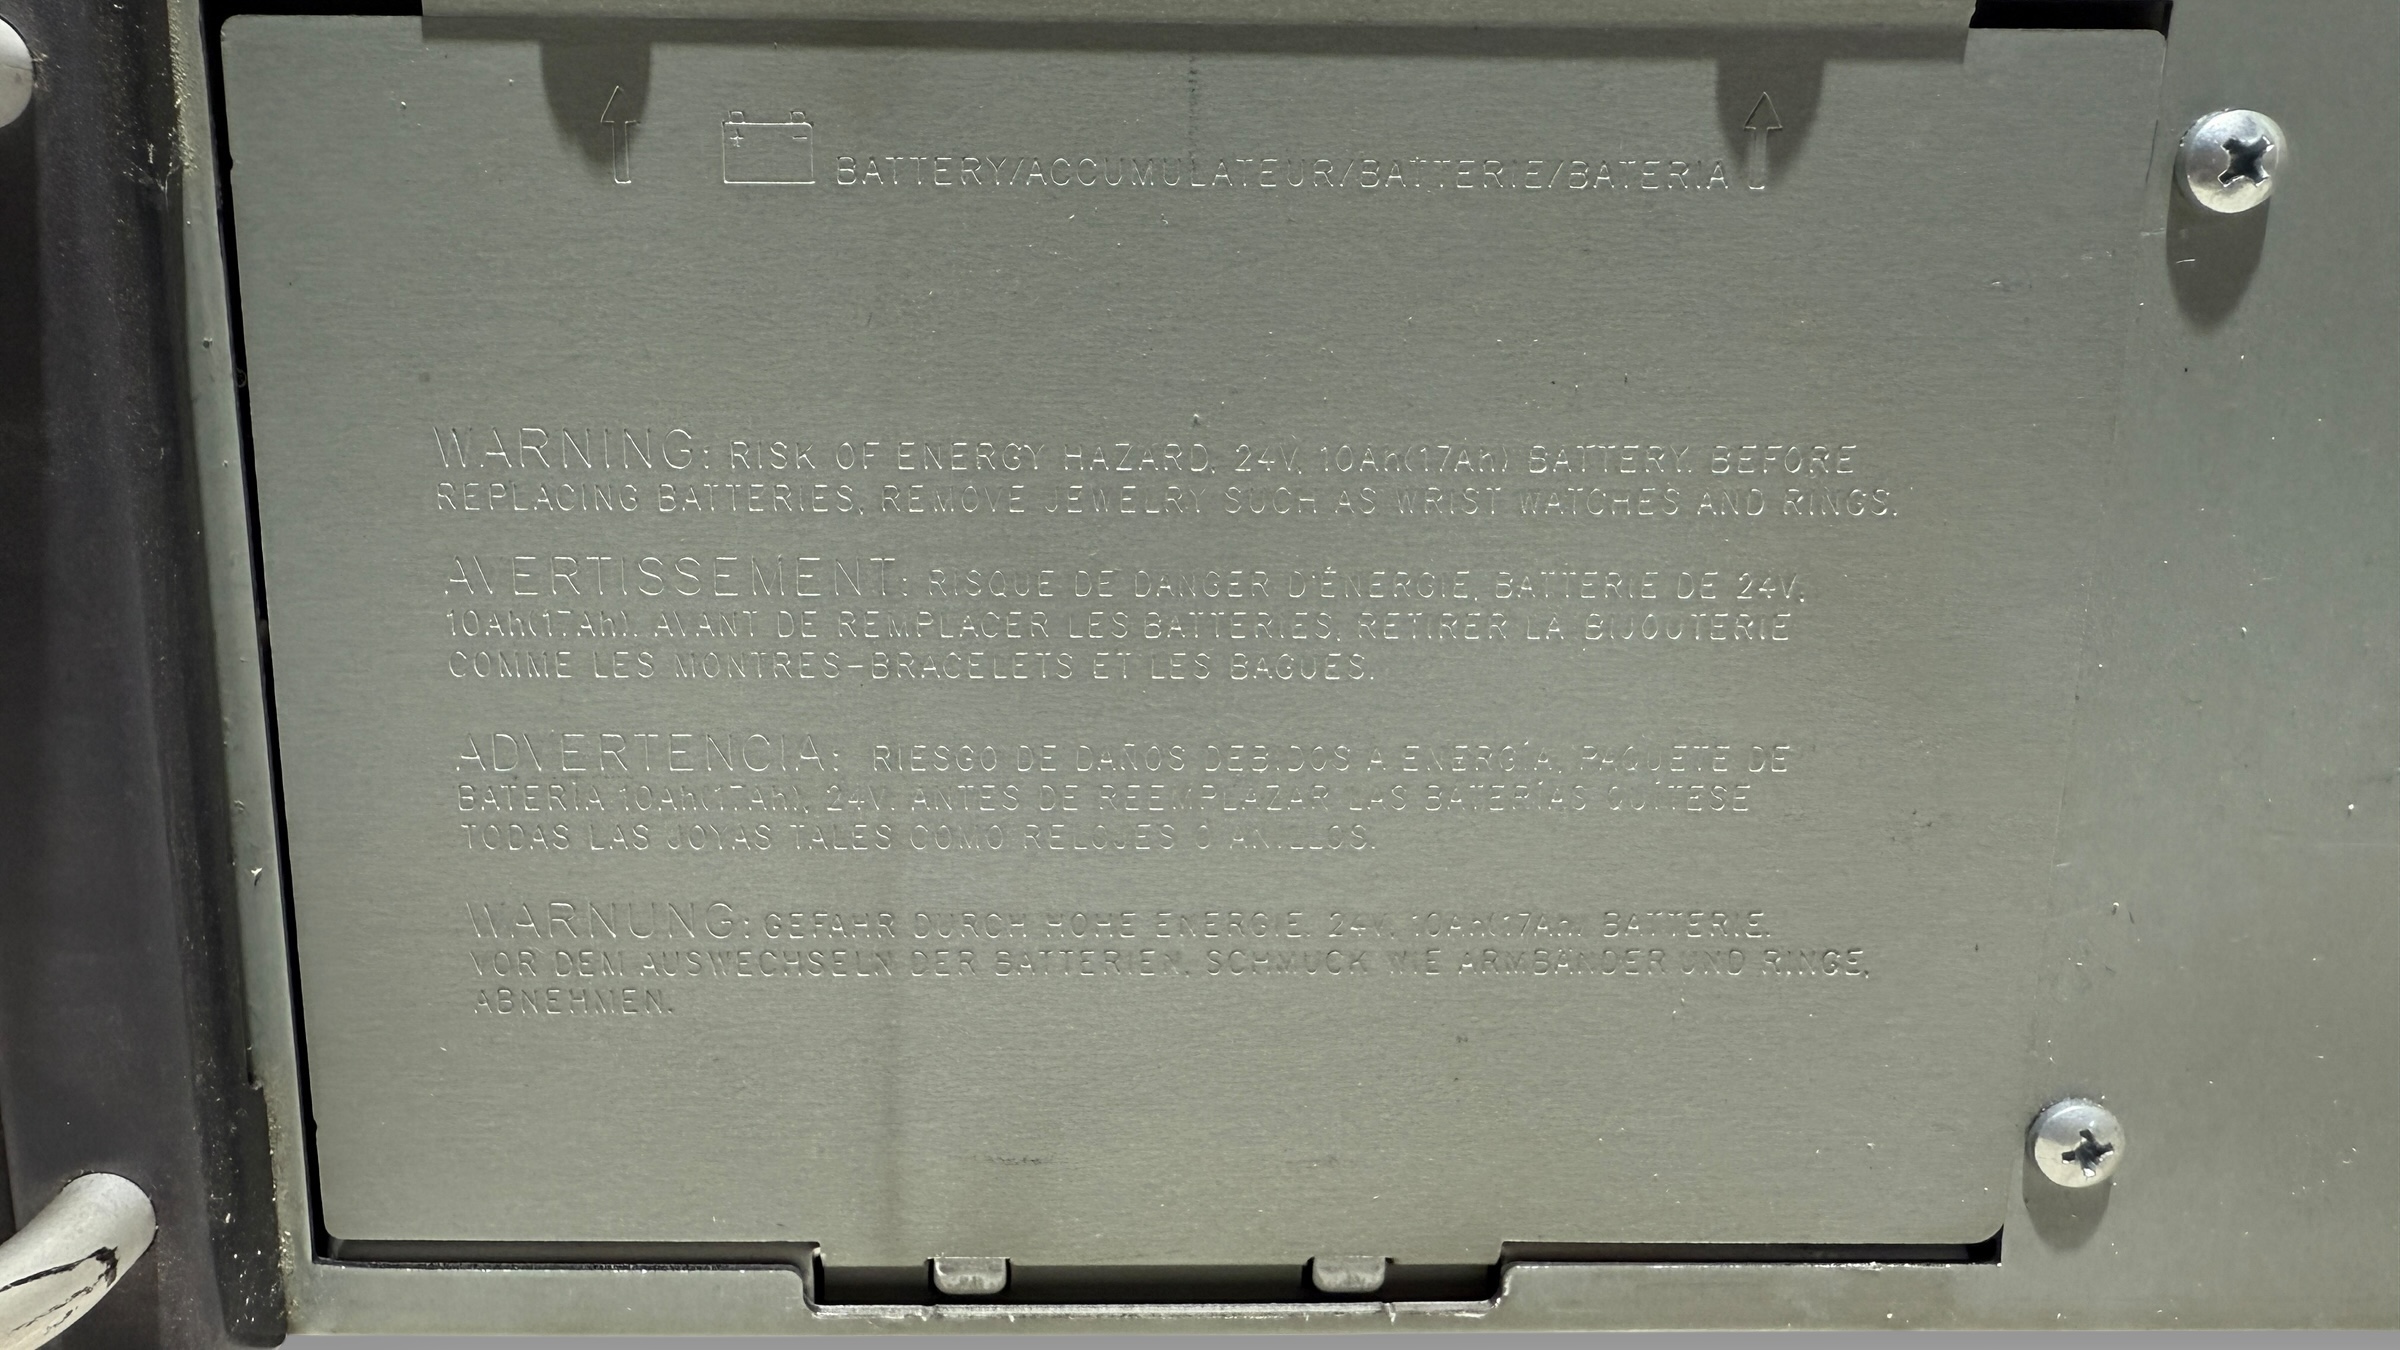 BATTERY/ACCUMULATEUR/BATTERIE/BATERIA
WARNING: RISK OF ENERGY HAZARD, 24V, 10Ah(17Ah) BATTERY. BEFORE
REPLACING BATTERIES, REMOVE JEWELRY SUCH AS WRIST WATCHES AND RINGS.
AVERTISSEMENT: RISQUE DE DANGER D'ÉNERGIE, BATTERIE DE 24V,
10Ah(17Ah). AVANT DE REMPLACER LES BATTERIES, RETIRER LA BIJOUTERIE
COMME LES MONTRES-BRACELETS ET LES BAGUES.
ADVERTENCIA: RIESGO DE DAÑOS DEBIDOS A ENERGÍA, PAQUETE DE
BATERÍA 10Ah(17Ah), 24V. ANTES DE REEMPLAZAR LAS BATERÍAS QUÍTESE
TODAS LAS JOYAS TALES COMO RELOJES O ANILLOS.
WARNUNG: GEFAHR DURCH HOHE ENERGIE. 24V, 10Ah(17Ah) BATTERIE.
VOR DEM AUSWECHSELN DER BATTERIEN, SCHMUCK WIE ARMBÄNDER UND RINGE,
ABNEHMEN.